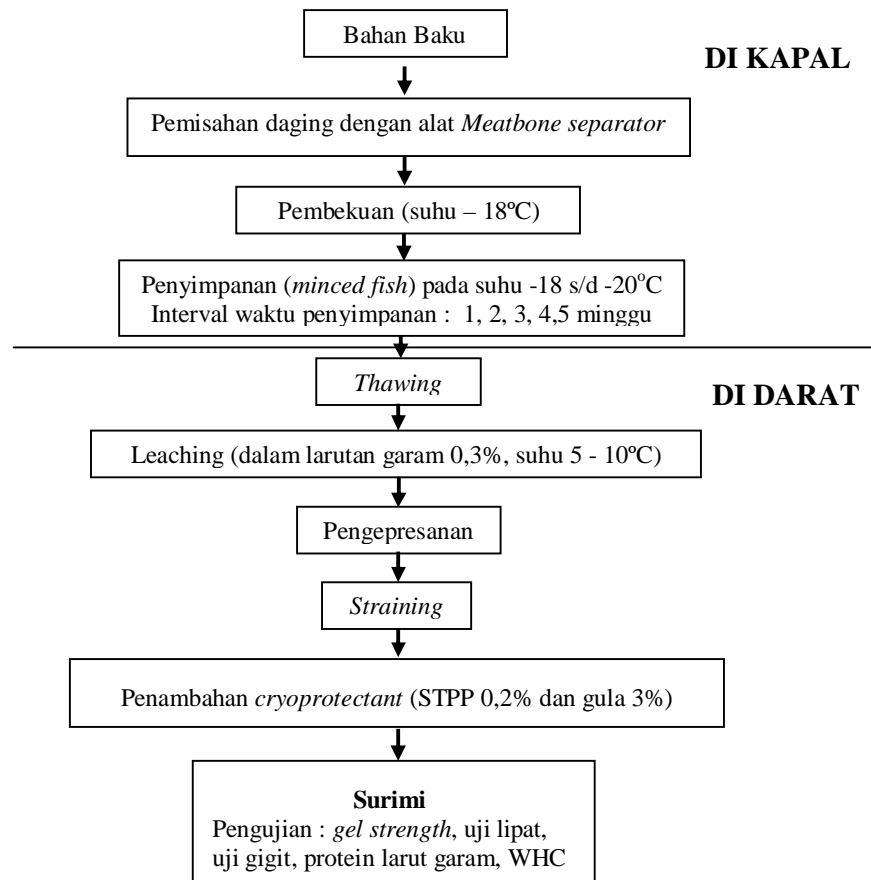 Bahan Baku
DI KAPAL
Pemisahan daging dengan alat Meatbone separator
Pembekuan (suhu – 18ºC)
Penyimpanan (minced fish) pada suhu -18 s/d -20°C
Interval waktu penyimpanan : 1, 2, 3, 4,5 minggu
Thawing
DI DARAT
Leaching (dalam larutan garam 0,3%, suhu 5 - 10ºC)
Pengepresanan
Straining
Penambahan cryoprotectant (STPP 0,2% dan gula 3%)
Surimi
Pengujian : gel strength, uji lipat,
uji gigit, protein larut garam, WHC